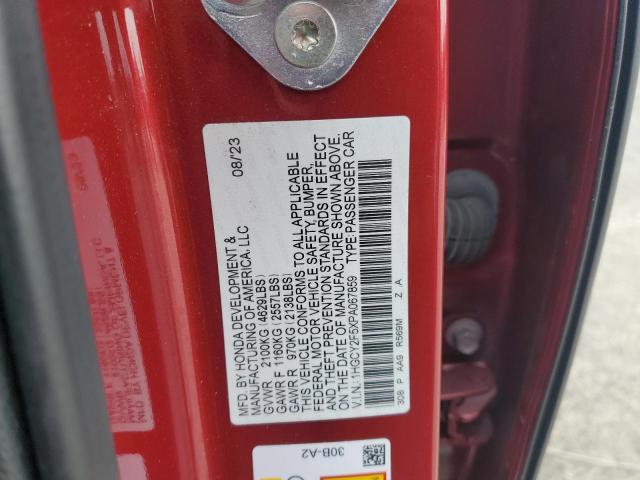 MFD. BY HONDA DEVELOPMENT &
MANUFACTURING OF AMERICA, LLC 08/'23
GVWR 2100KG (4629LBS)
GAWR F 1160KG (2557LBS)
GAWR R 970KG (2138LBS)
THIS VEHICLE CONFORMS TO ALL APPLICABLE
FEDERAL MOTOR VEHICLE SAFETY, BUMPER,
AND THEFT PREVENTION STANDARDS IN EFFECT
ON THE DATE OF MANUFACTURE SHOWN ABOVE.
V.I.N.:1HGCY2F5XPA067859 TYPE:PASSENGER CAR
30B P AA9 R569M Z A
30B-A2